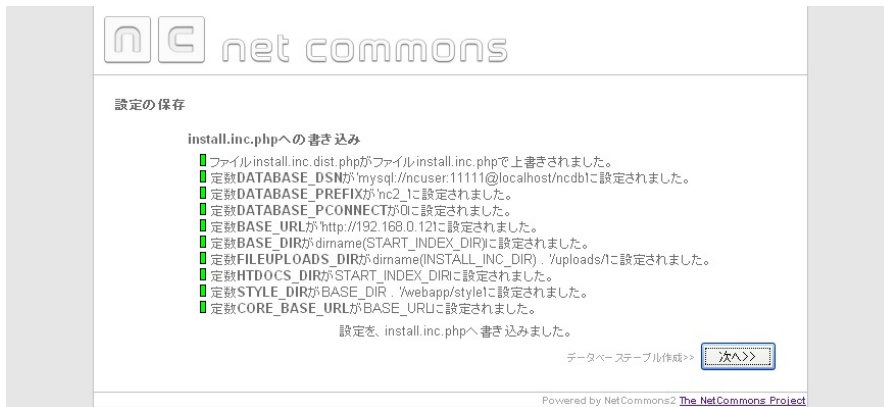 nc net commons
設定の保存
install.inc.phpへの書き込み
ファイルinstall.inc.dist.phpがファイルinstall.inc.phpで上書きされました。
定数DATABASE_DSNが'mysql://ncuser:11111@localhost/ncdb'に設定されました。
定数DATABASE_PREFIXが'nc2_'に設定されました。
定数DATABASE_PCONNECTが0に設定されました。
定数BASE_URLが'http://192.168.0.12'に設定されました。
定数BASE_DIRがdirname(START_INDEX_DIR)に設定されました。
定数FILEUPLOADS_DIRがdirname(INSTALL_INC_DIR) . '/uploads/'に設定されました。
定数HTDOCS_DIRがSTART_INDEX_DIRに設定されました。
定数STYLE_DIRがBASE_DIR . '/webapp/style'に設定されました。
定数CORE_BASE_URLがBASE_URLに設定されました。
設定を、install.inc.phpへ書き込みました。
データベーステーブル作成>> 次へ>>
Powered by NetCommons2 The NetCommons Project